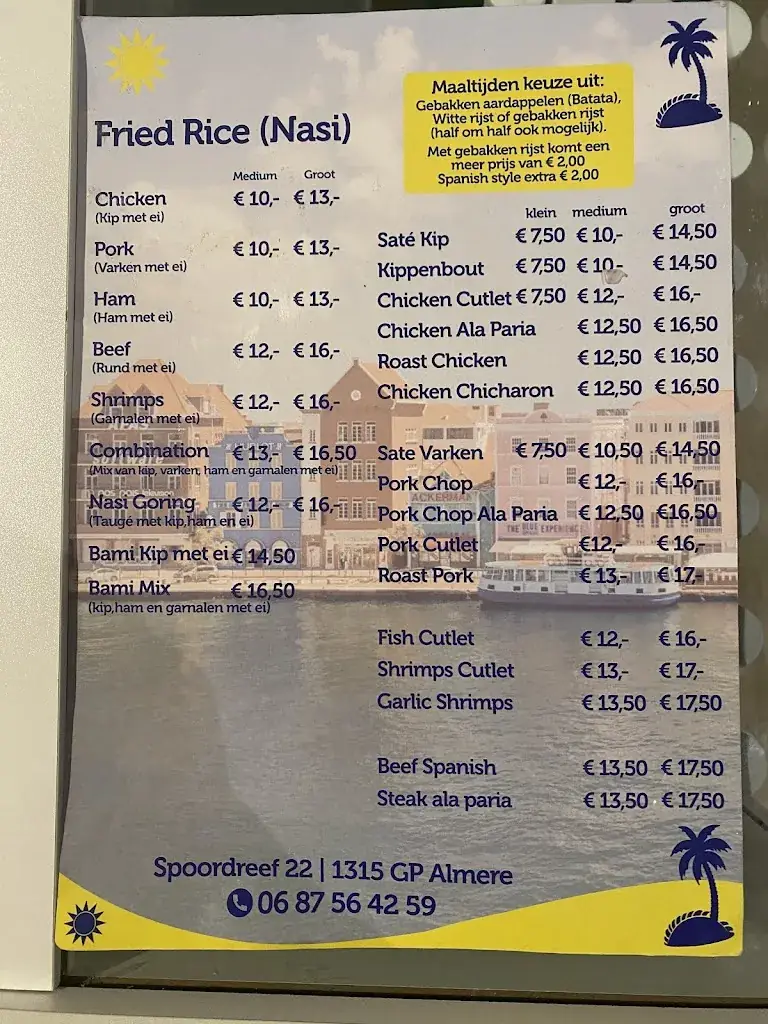 Maaltijden keuze uit:
Gebakken aardappelen (Batata),
Witte rijst of gebakken rijst
(half om half ook mogelijk).
Met gebakken rijst komt een
meer prijs van € 2,00
Spanish style extra € 2,00
Fried Rice (Nasi)
Medium Groot
Chicken € 10,- € 13,-
(Kip met ei)
Pork € 10,- € 13,-
(Varken met ei)
Ham € 10,- € 13,-
(Ham met ei)
Beef € 12,- € 16,-
(Rund met ei)
Shrimps € 12,- € 16,-
(Garnalen met ei)
Combination € 13,- € 16,50
(Mix van kip, varken, ham en garnalen met ei)
Nasi Goring € 12,- € 16,-
(Taugé met kip,ham en ei)
Bami Kip met ei € 14,50
Bami Mix € 16,50
(kip,ham en garnalen met ei)
klein medium groot
Saté Kip € 7,50 € 10,- € 14,50
Kippenbout € 7,50 € 10,- € 14,50
Chicken Cutlet € 7,50 € 12,- € 16,-
Chicken Ala Paria € 12,50 € 16,50
Roast Chicken € 12,50 € 16,50
Chicken Chicharon € 12,50 € 16,50
Sate Varken € 7,50 € 10,50 € 14,50
Pork Chop € 12,- € 16,-
Pork Chop Ala Paria € 12,50 €16,50
Pork Cutlet €12,- € 16,-
Roast Pork € 13,- € 17,-
Fish Cutlet € 12,- € 16,-
Shrimps Cutlet € 13,- € 17,-
Garlic Shrimps € 13,50 € 17,50
Beef Spanish € 13,50 € 17,50
Steak ala paria € 13,50 € 17,50
ACKERMAN
THE BLUE EXPERIENCE
Spoordreef 22 | 1315 GP Almere
06 87 56 42 59